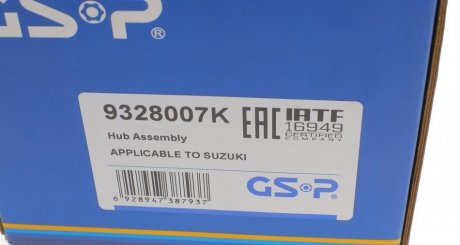 GSP
9328007K
EAC
IATF
16949
CERTIFIED
COMPANY
Hub Assembly
APPLICABLE TO SUZUKI
GSP
6 928947 387937